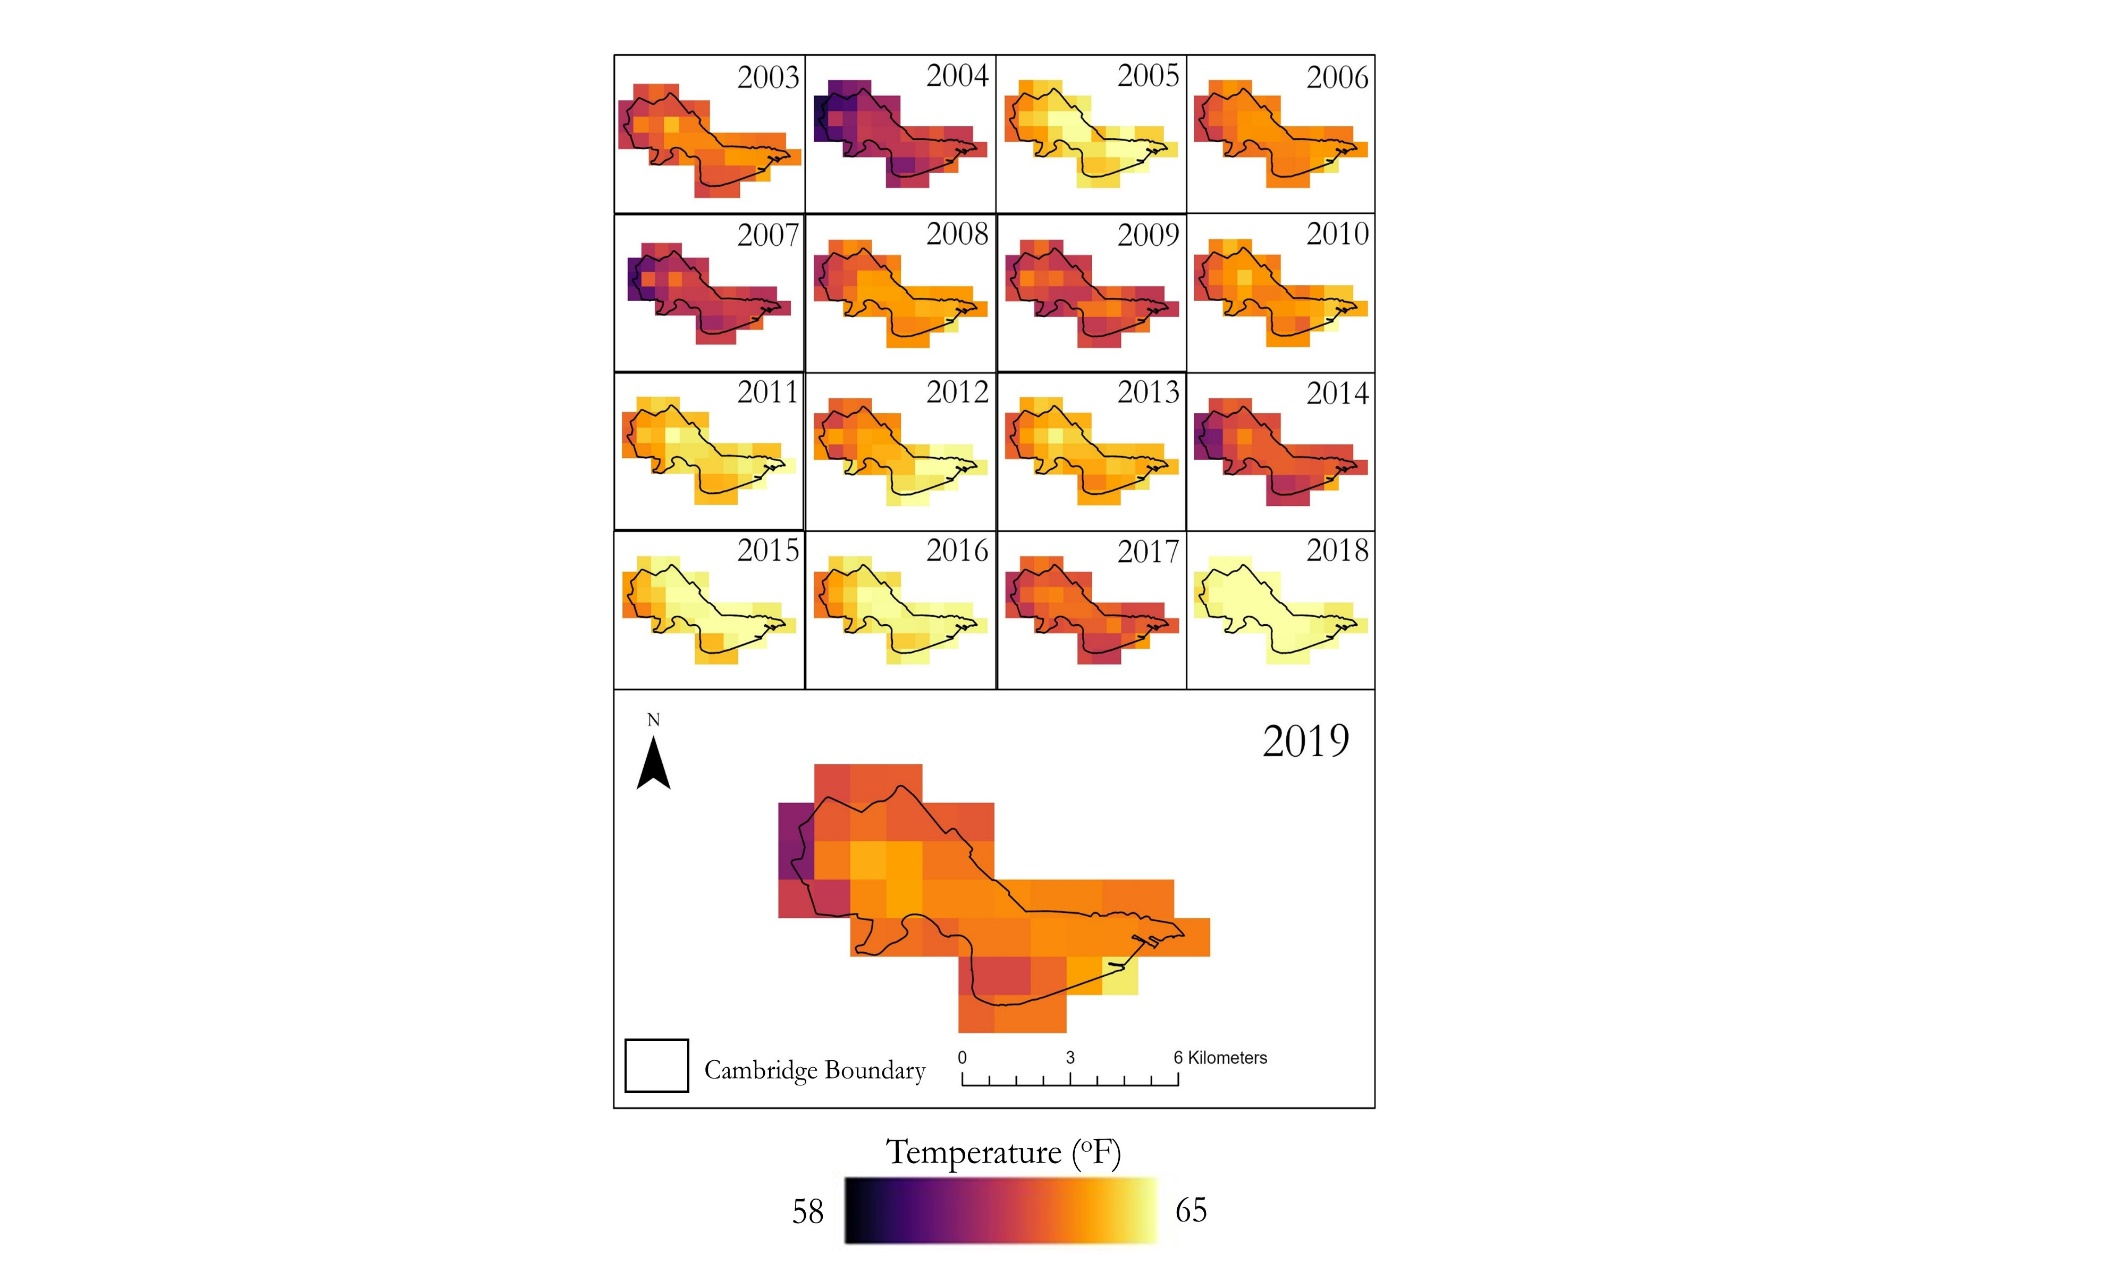 2003 2004 2005 2006
2007 2008 2009 2010
2011 2012 2013 2014
2015 2016 2017 2018
N
2019
Cambridge Boundary
0 3 6 Kilometers
Temperature (°F)
58 65